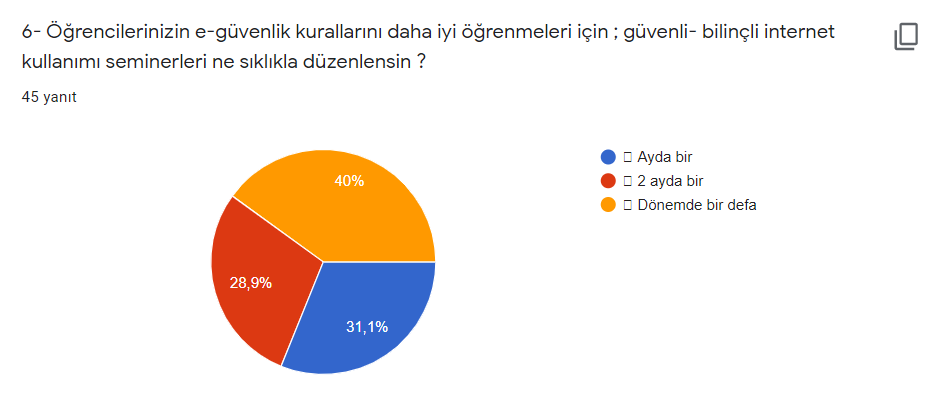 6- Öğrencilerinizin e-güvenlik kurallarını daha iyi öğrenmeleri için ; güvenli- bilinçli internet
kullanımı seminerleri ne sıklıkla düzenlensin ?
45 yanıt
40%
28,9%
31,1%
Ayda bir
2 ayda bir
Dönemde bir defa